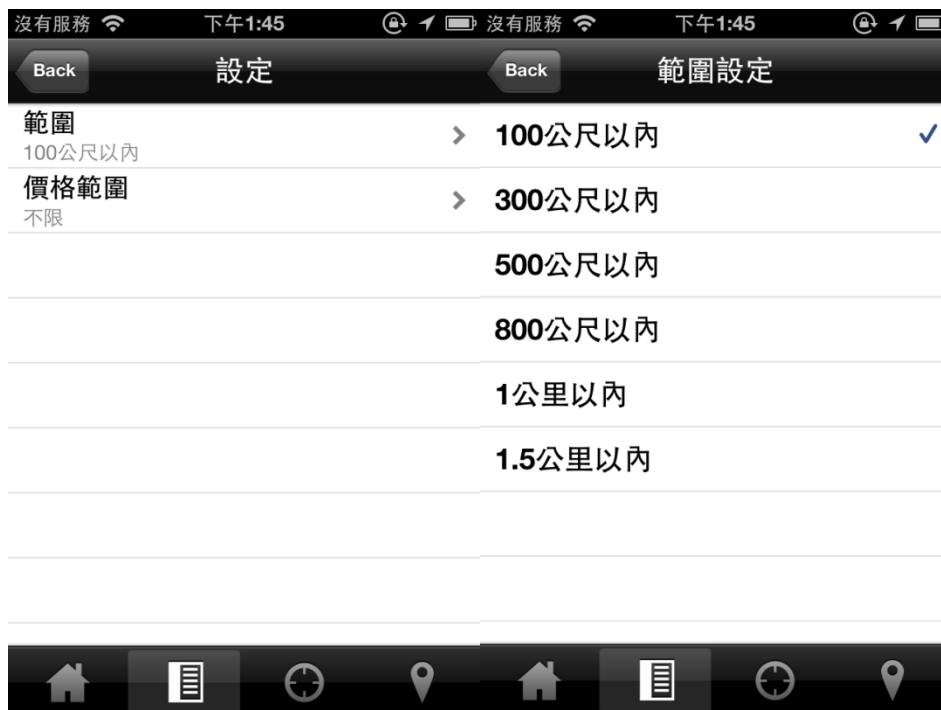 沒有服務 下午1:45
Back 設定
範圍
100公尺以內
價格範圍
不限
沒有服務 下午1:45
Back 範圍設定
100公尺以內
300公尺以內
500公尺以內
800公尺以內
1公里以內
1.5公里以內